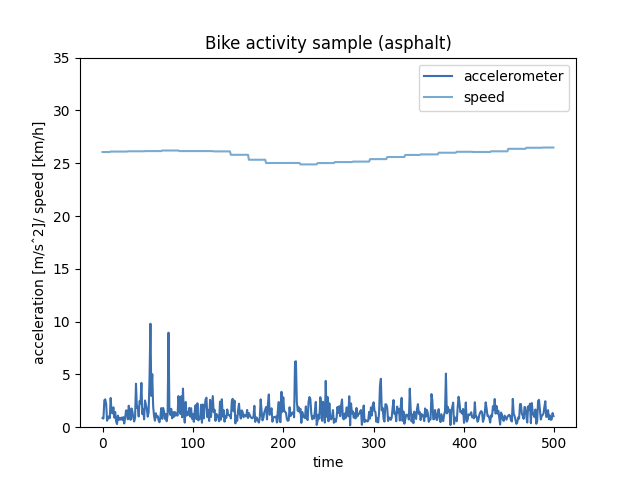 Bike activity sample (asphalt)
accelerometer
speed
acceleration [m/sˆ2]/ speed [km/h]
35
30
25
20
15
10
5
0
0 100 200 300 400 500
time